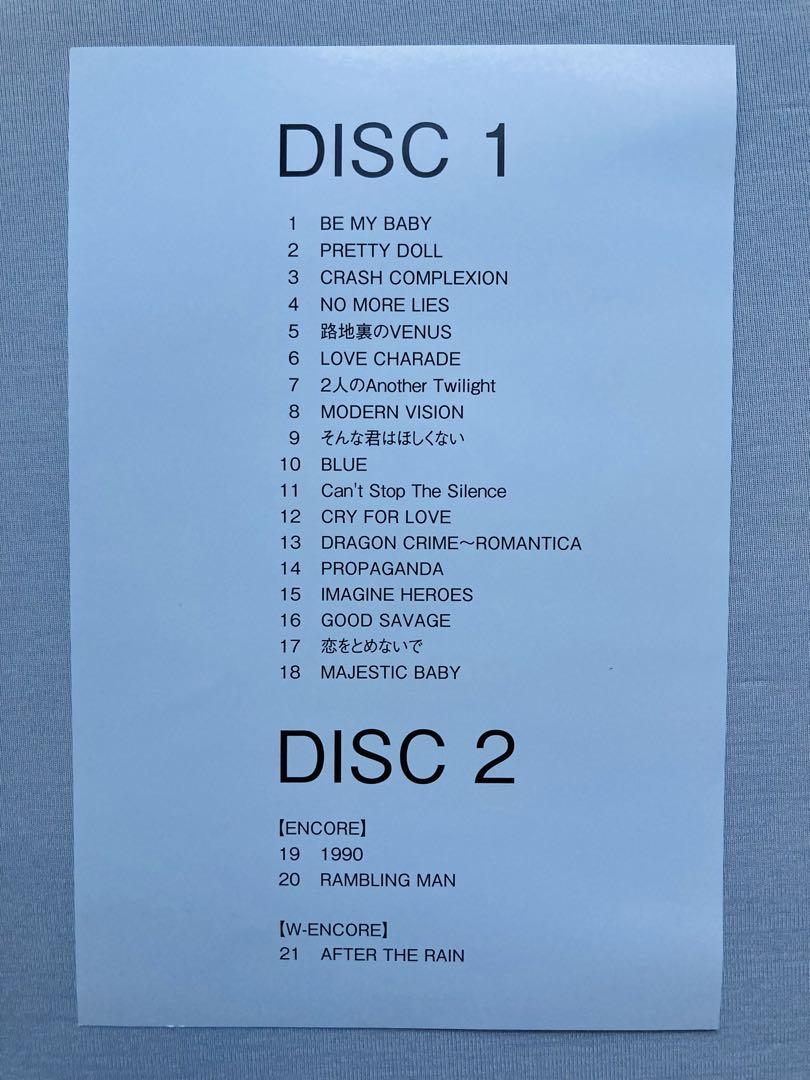 DISC 1
1 BE MY BABY
2 PRETTY DOLL
3 CRASH COMPLEXION
4 NO MORE LIES
5 路地裏のVENUS
6 LOVE CHARADE
7 2人のAnother Twilight
8 MODERN VISION
9 そんな君はほしくない
10 BLUE
11 Can't Stop The Silence
12 CRY FOR LOVE
13 DRAGON CRIME〜ROMANTICA
14 PROPAGANDA
15 IMAGINE HEROES
16 GOOD SAVAGE
17 恋をとめないで
18 MAJESTIC BABY
DISC 2
【ENCORE】
19 1990
20 RAMBLING MAN
【W-ENCORE】
21 AFTER THE RAIN